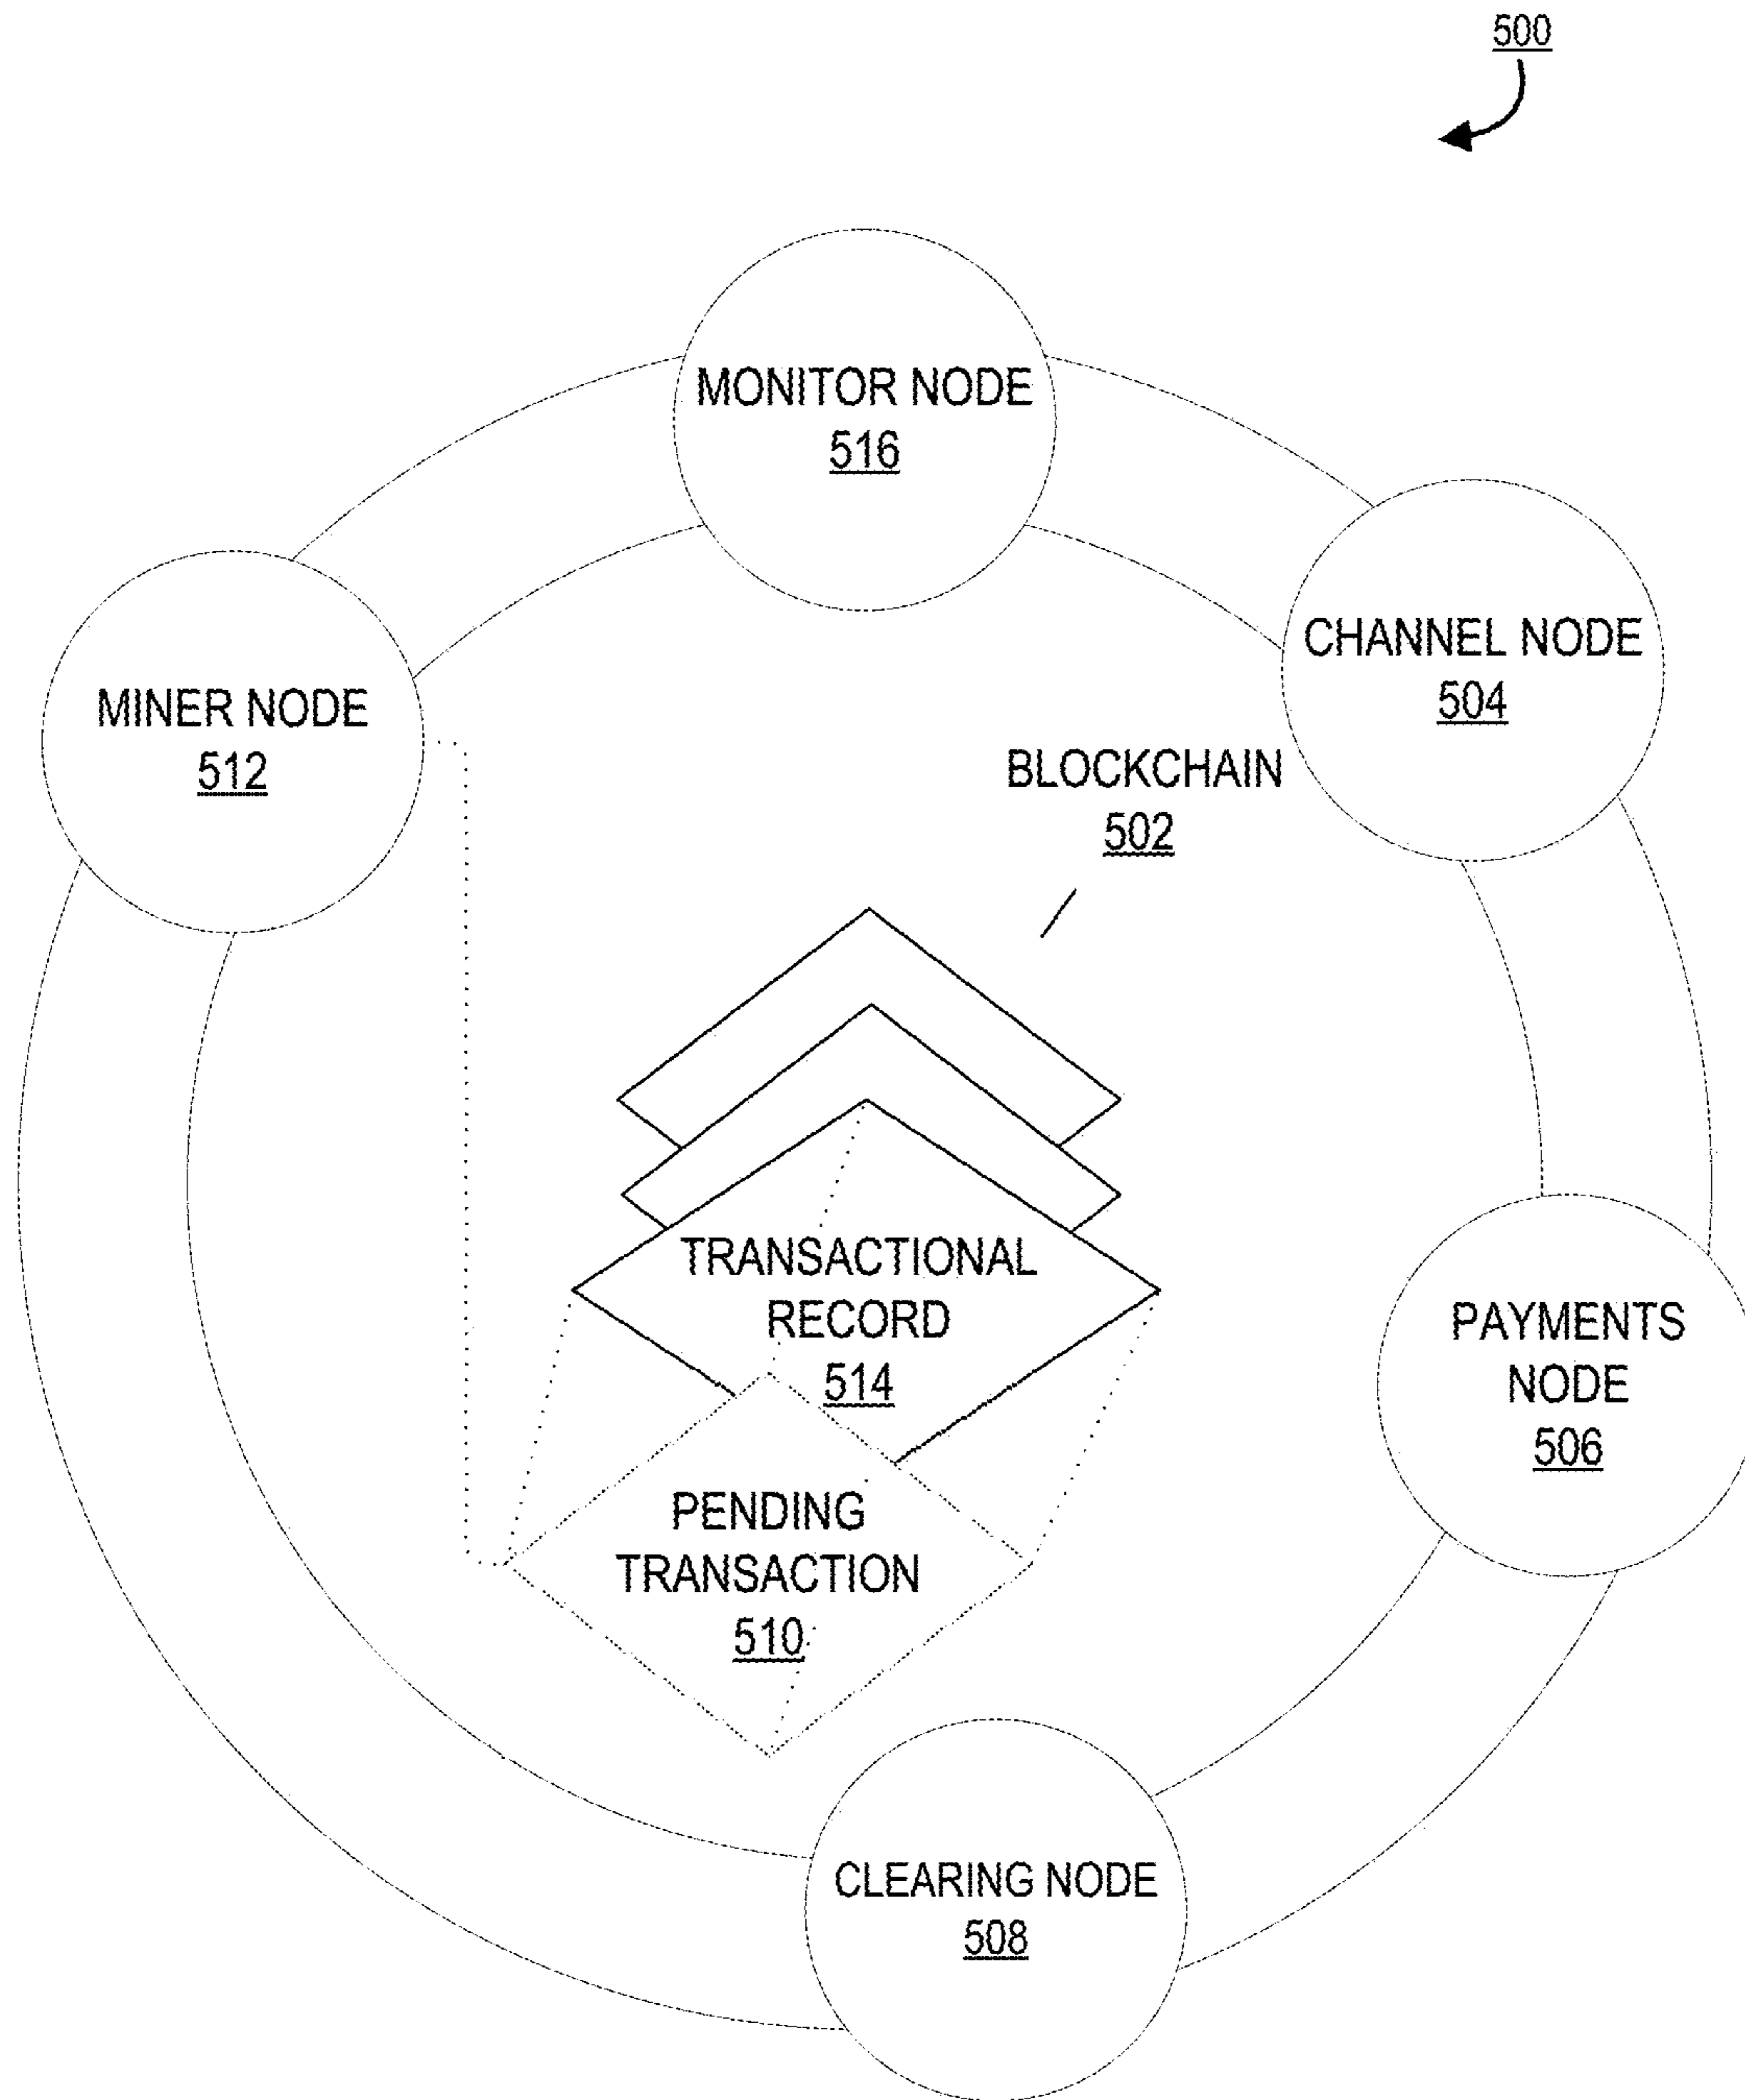 500
MONITOR NODE
516
CHANNEL NODE
504
MINER NODE
512
BLOCKCHAIN
502
TRANSACTIONAL
RECORD
514
PAYMENTS
NODE
506
PENDING
TRANSACTION
510
CLEARING NODE
508